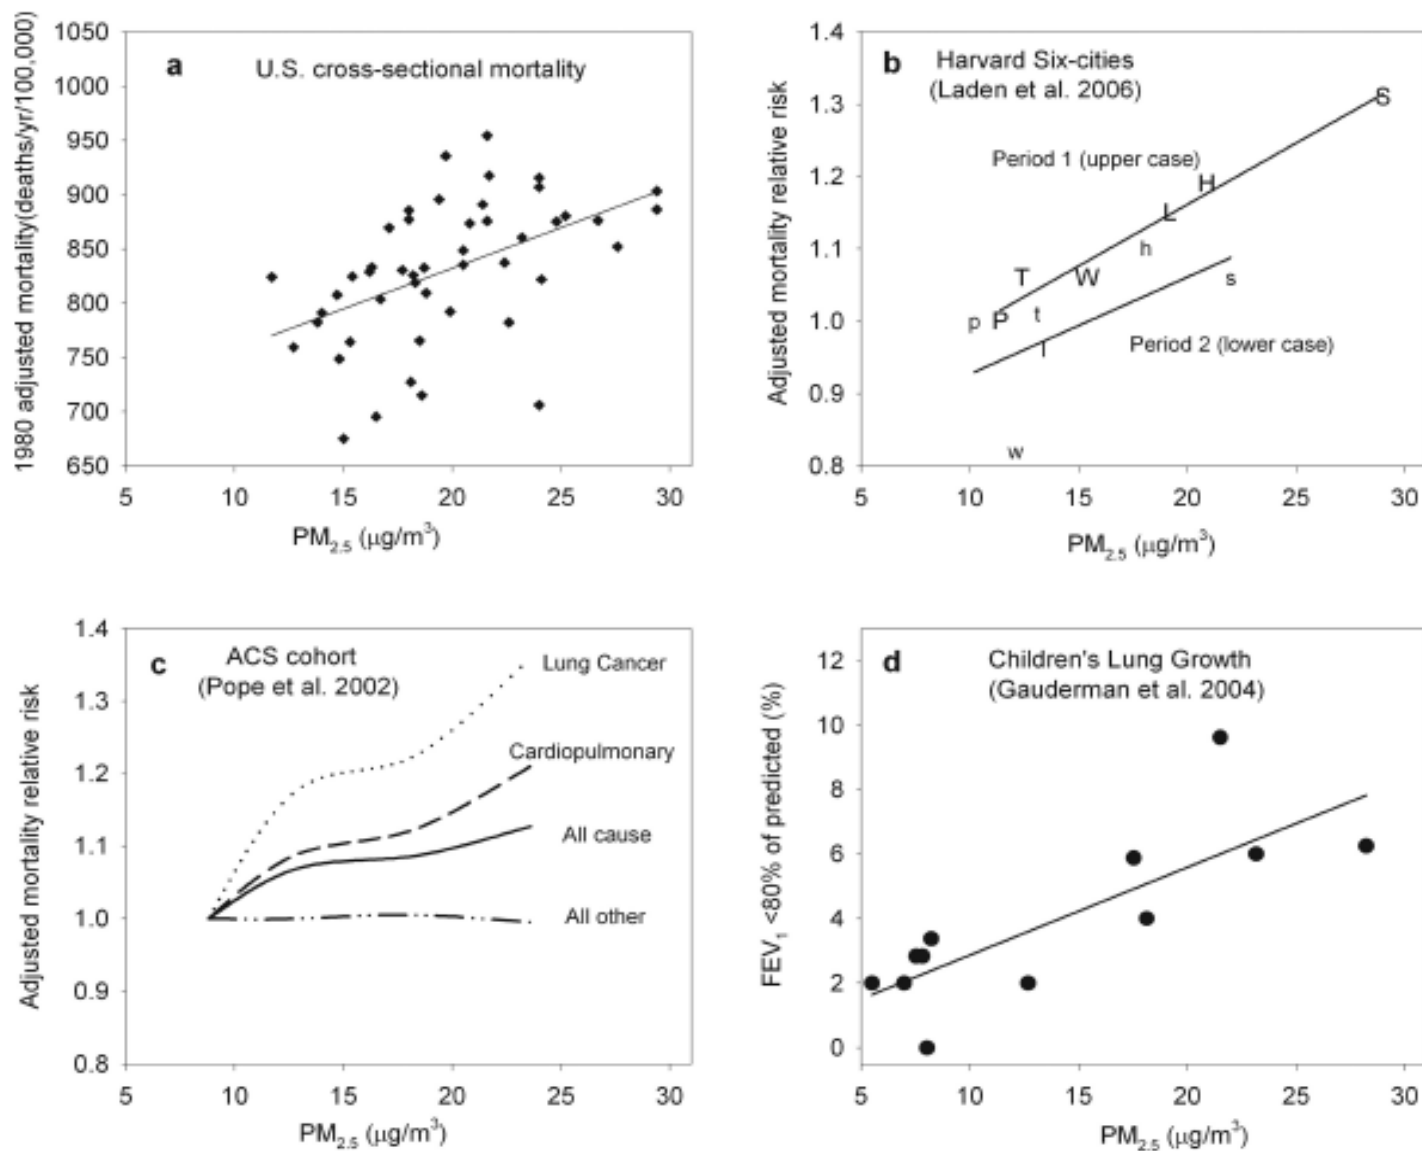 a
U.S. cross-sectional mortality
1980 adjusted mortality(deaths/yr/100,000)
1050
1000
950
900
850
800
750
700
650
5 10 15 20 25 30
PM2.5 (μg/m3)
b
Harvard Six-cities
(Laden et al. 2006)
Adjusted mortality relative risk
1.4
1.3
1.2
1.1
1.0
0.9
0.8
S
Period 1 (upper case)
H
L
h
T
W
s
p
P
t
l
Period 2 (lower case)
w
5 10 15 20 25 30
PM2.5 (μg/m3)
c
ACS cohort
(Pope et al. 2002)
Adjusted mortality relative risk
1.4
1.3
1.2
1.1
1.0
0.9
0.8
Lung Cancer
Cardiopulmonary
All cause
All other
5 10 15 20 25 30
PM2.5 (μg/m3)
d
Children's Lung Growth
(Gauderman et al. 2004)
FEV1 <80% of predicted (%)
12
10
8
6
4
2
0
5 10 15 20 25 30
PM2.5 (μg/m3)